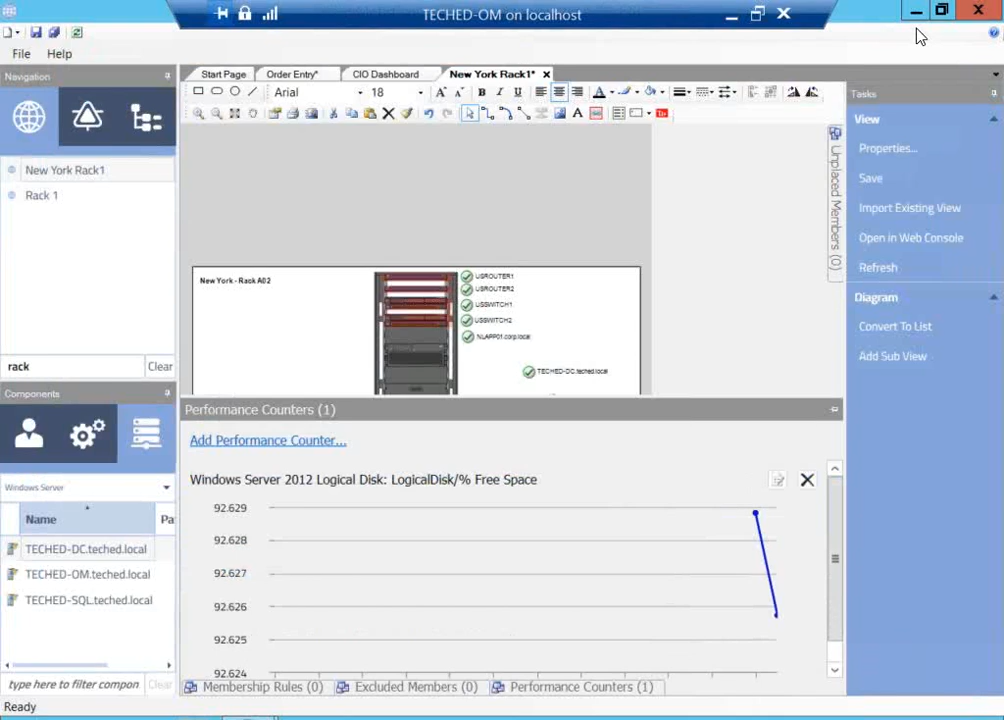 TECHED-OM on localhost
File Help
Navigation
Start Page Order Entry* CIO Dashboard New York Rack1*
Tasks
Arial 18
View
Properties...
Save
Import Existing View
Open in Web Console
Refresh
Diagram
Convert To List
Add Sub View
New York Rack1
Rack 1
rack Clear
Unplaced Members (0)
New York - Rack A02
USROUTER1
USROUTER2
USSWITCH1
USSWITCH2
NLAPP01.corp.local
TECHED-DC.teched.local
Components
Windows Server
Name Pa
TECHED-DC.teched.local
TECHED-OM.teched.local
TECHED-SQL.teched.local
type here to filter compon Clear
Performance Counters (1)
Add Performance Counter...
Windows Server 2012 Logical Disk: LogicalDisk/% Free Space
92.629
92.628
92.627
92.626
92.625
92.624
Membership Rules (0) Excluded Members (0) Performance Counters (1)
Ready